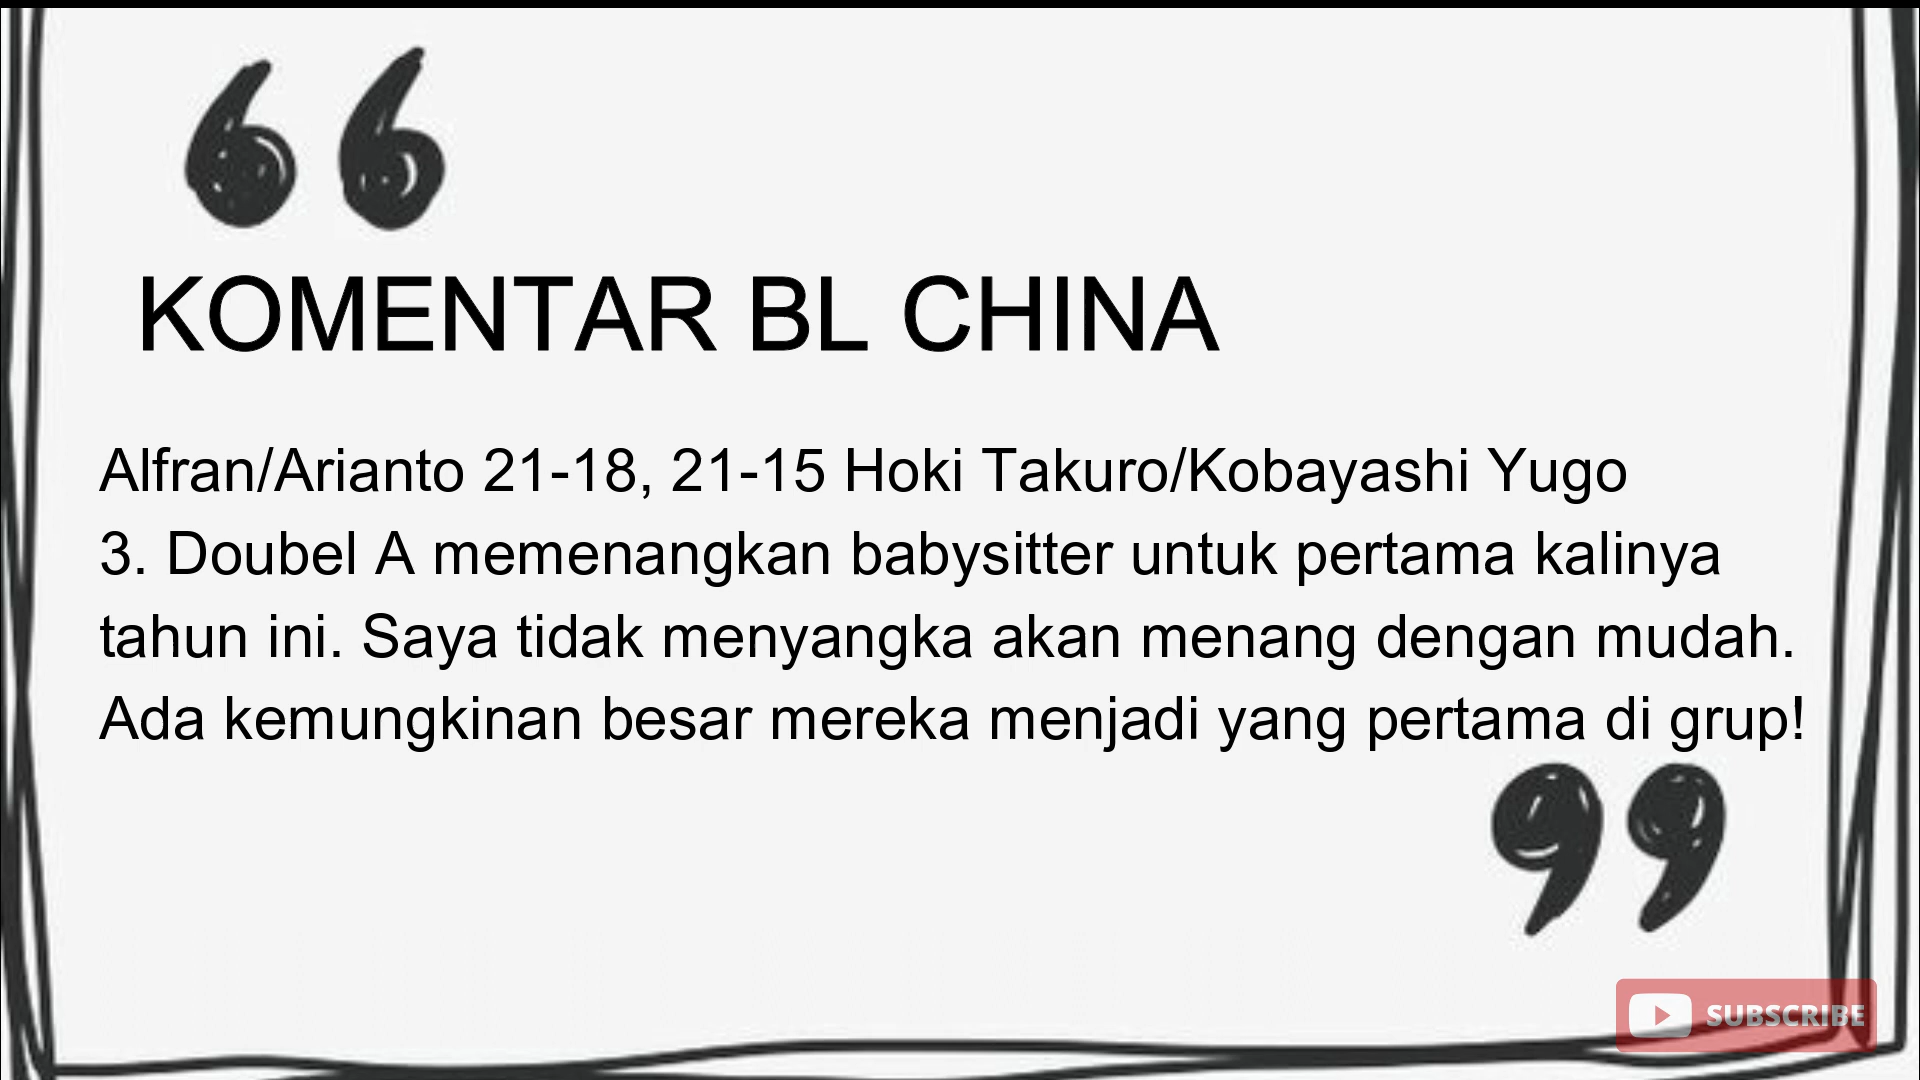 KOMENTAR BL CHINA
Alfran/Arianto 21-18, 21-15 Hoki Takuro/Kobayashi Yugo
3. Doubel A memenangkan babysitter untuk pertama kalinya
tahun ini. Saya tidak menyangka akan menang dengan mudah.
Ada kemungkinan besar mereka menjadi yang pertama di grup!
SUBSCRIBE